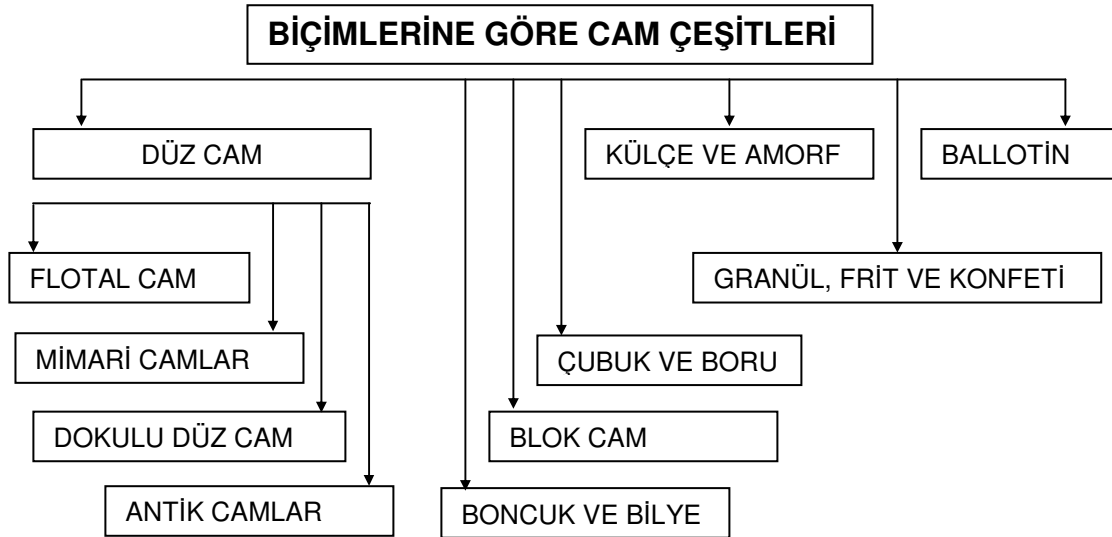 BİÇİMLERİNE GÖRE CAM ÇEŞİTLERİ
DÜZ CAM
KÜLÇE VE AMORF
BALLOTİN
FLOTAL CAM
GRANÜL, FRİT VE KONFETİ
MİMARİ CAMLAR
ÇUBUK VE BORU
DOKULU DÜZ CAM
BLOK CAM
ANTİK CAMLAR
BONCUK VE BİLYE